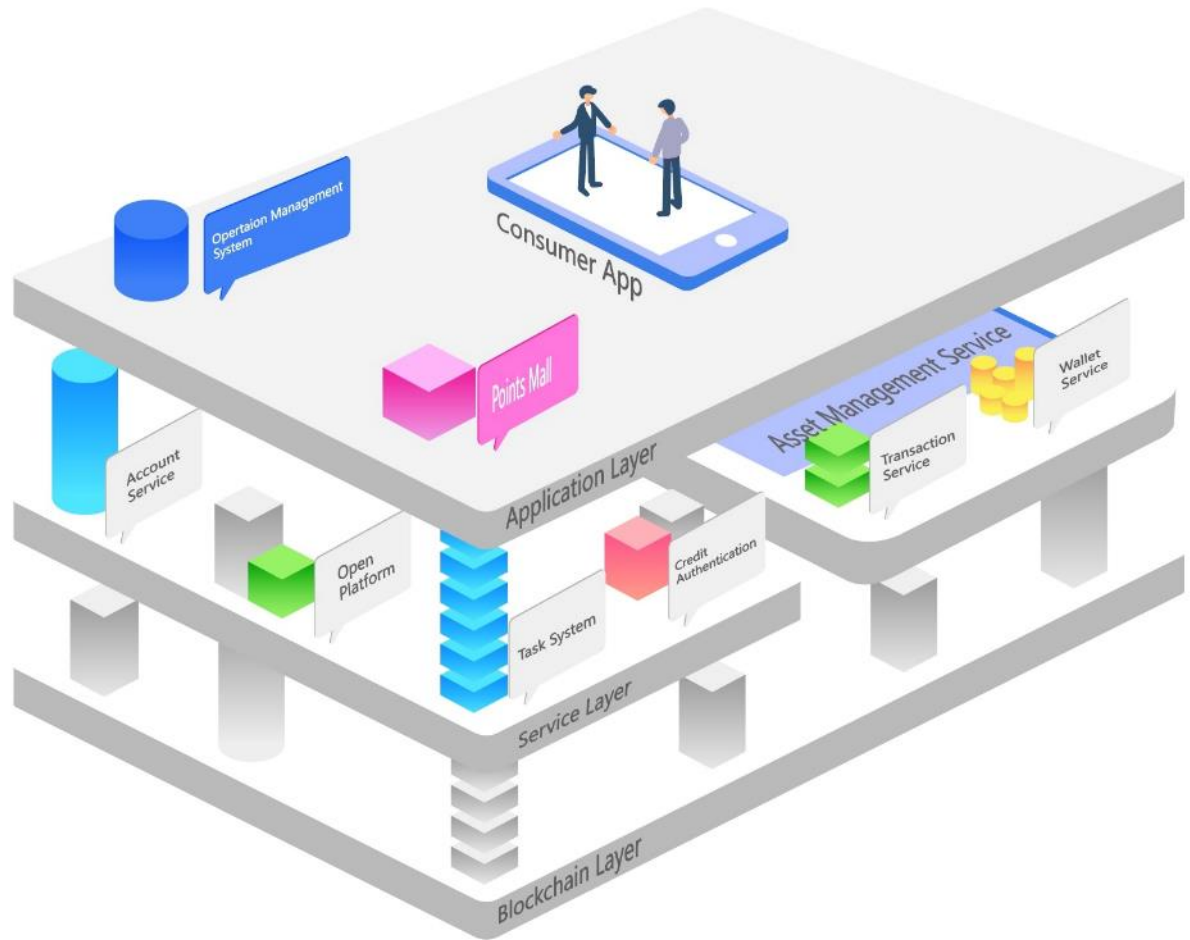 Opertaion Management
System
Consumer App
Points Mall
Application Layer
Asset Management Service
Wallet
Service
Transaction
Service
Account
Service
Open
Platform
Credit
Authentication
Task System
Service Layer
Blockchain Layer